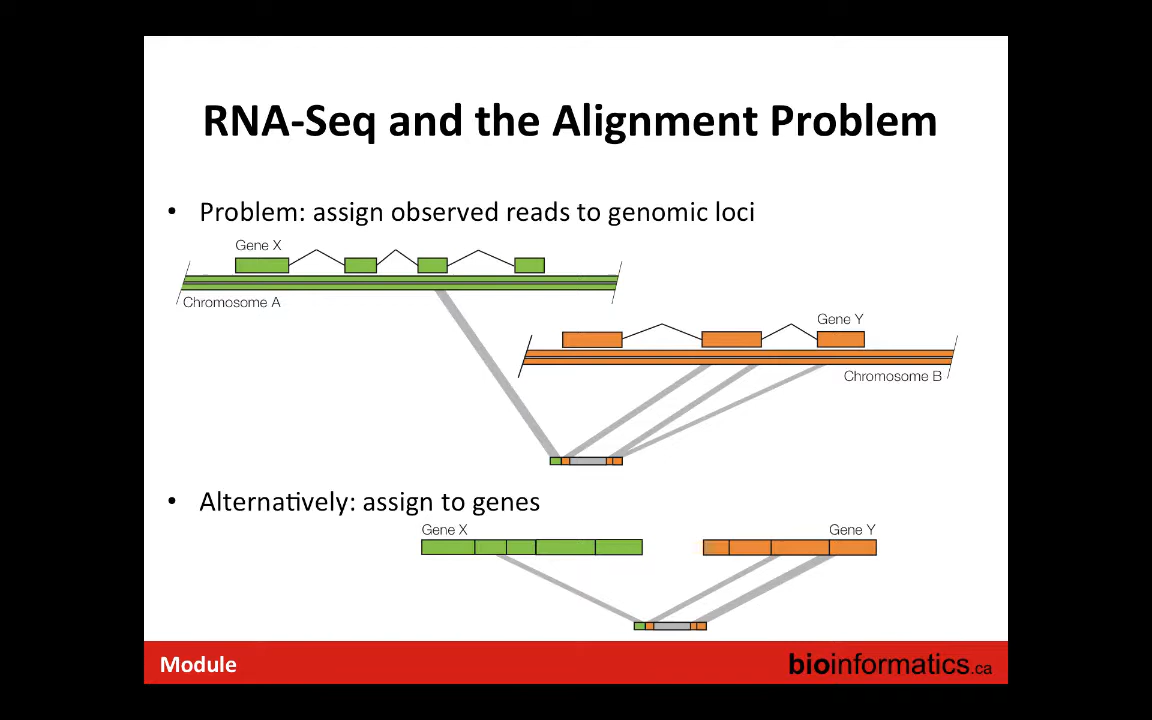 RNA-Seq and the Alignment Problem
• Problem: assign observed reads to genomic loci
Gene X
Chromosome A
Gene Y
Chromosome B
• Alternatively: assign to genes
Gene X
Gene Y
Module
bioinformatics.ca